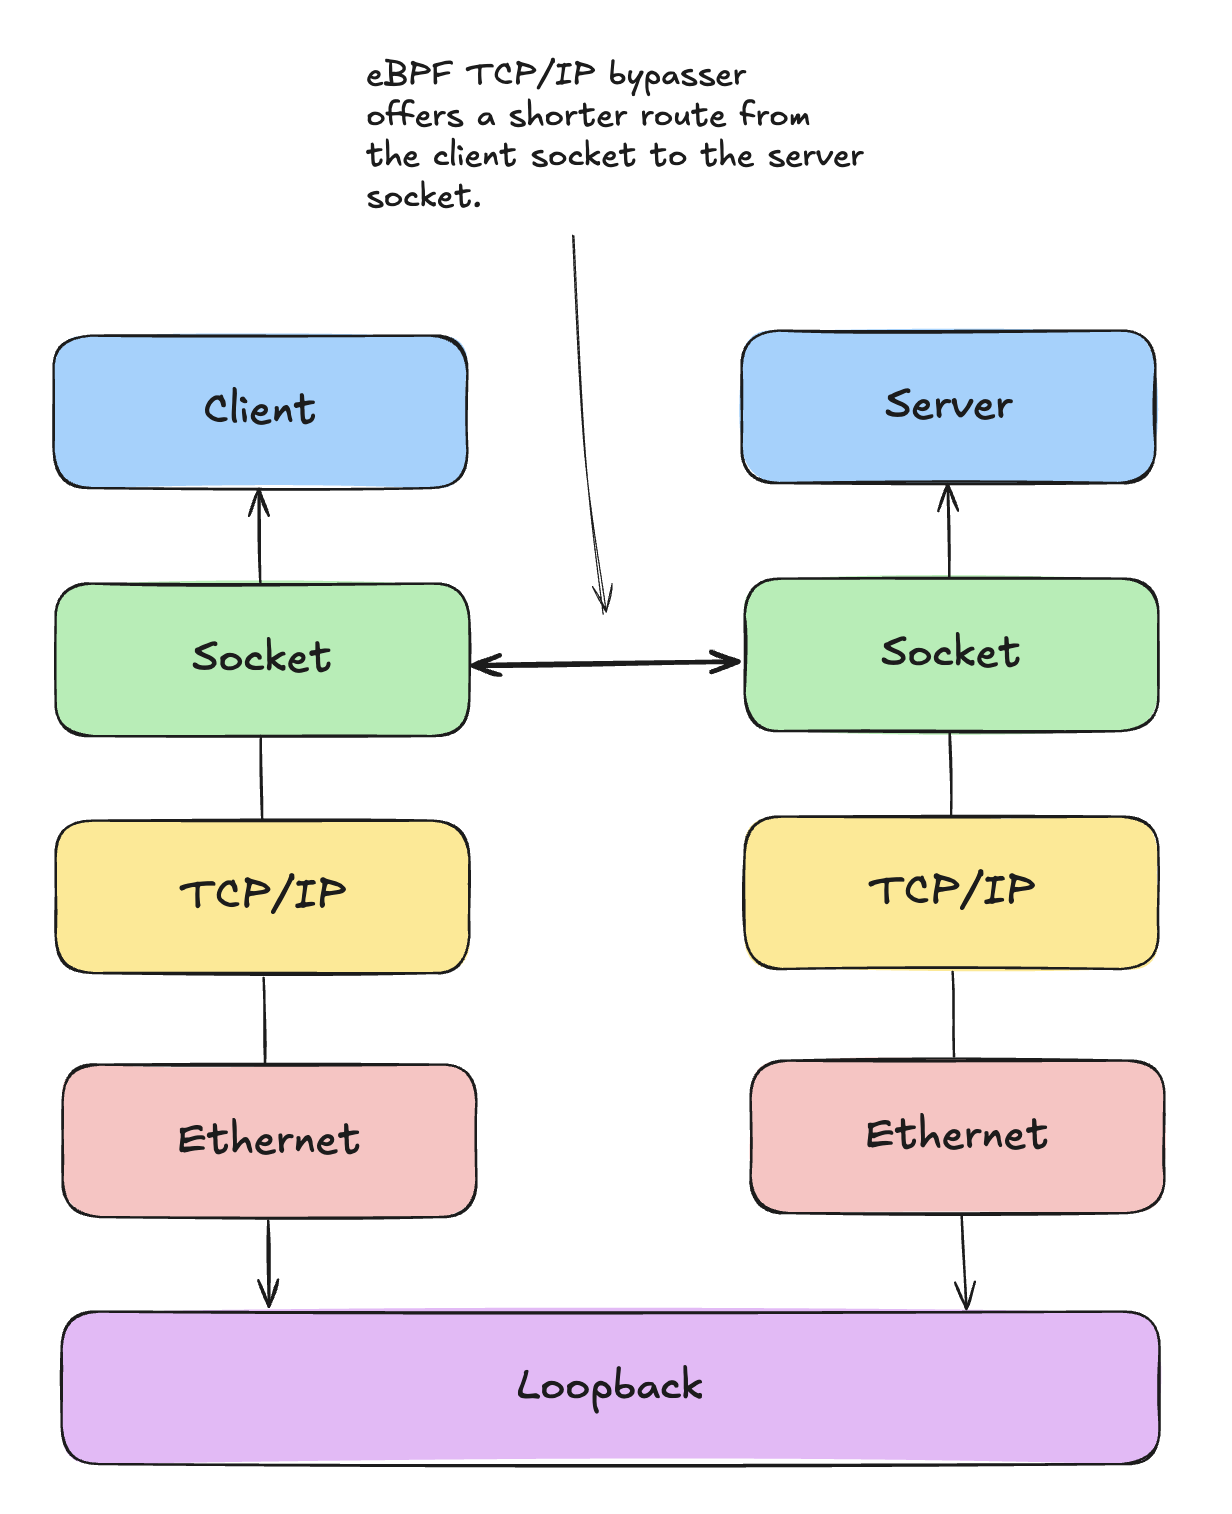 eBPF TCP/IP bypasser
offers a shorter route from
the client socket to the server
socket.
Client
Server
Socket
Socket
TCP/IP
TCP/IP
Ethernet
Ethernet
Loopback